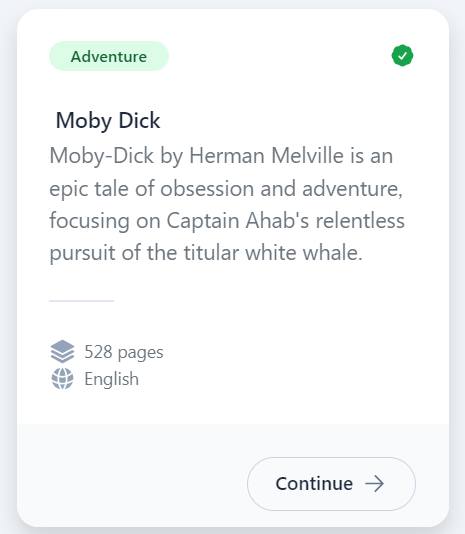 Adventure
Moby Dick
Moby-Dick by Herman Melville is an
epic tale of obsession and adventure,
focusing on Captain Ahab's relentless
pursuit of the titular white whale.
528 pages
English
Continue